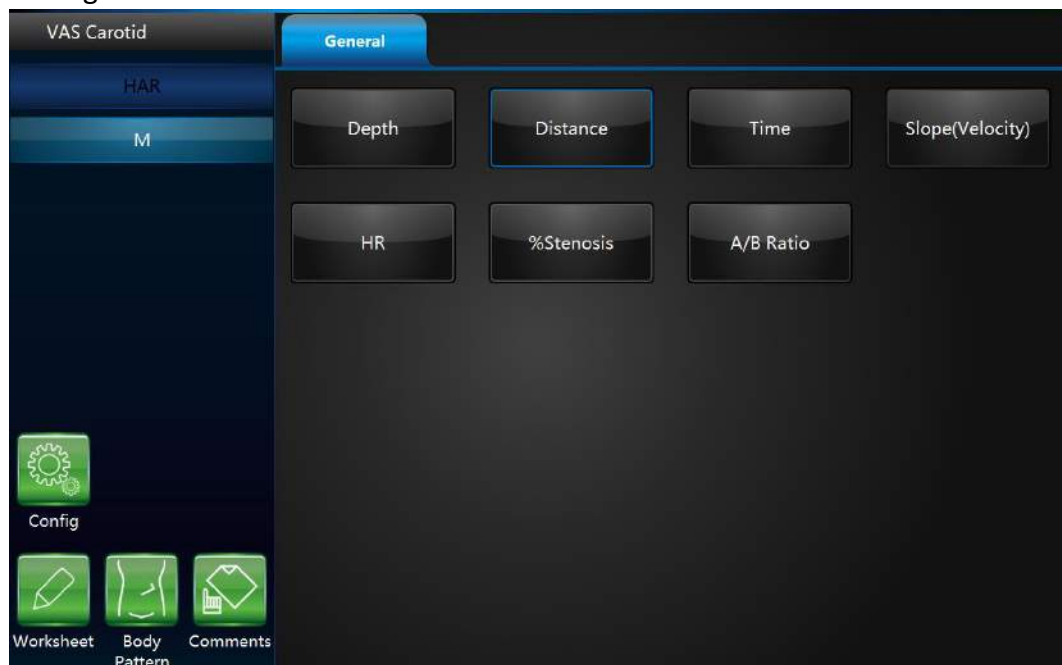 VAS Carotid
General
HAR
M
Depth
Distance
Time
Slope(Velocity)
HR
%Stenosis
A/B Ratio
Config
Worksheet
Body
Pattern
Comments